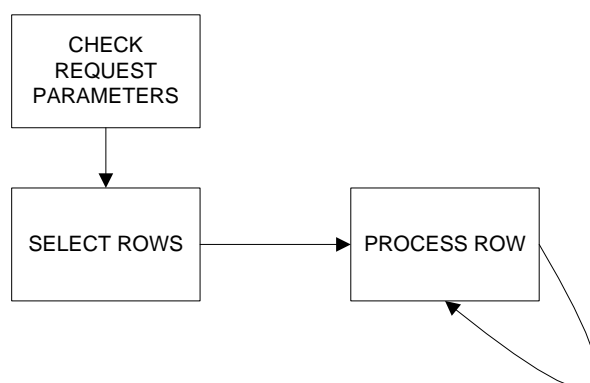 CHECK
REQUEST
PARAMETERS
SELECT ROWS
PROCESS ROW